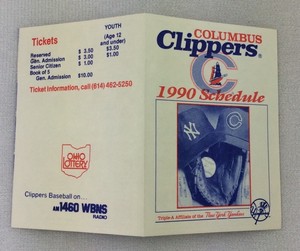 Tickets
YOUTH
(Age 12
and under)
Reserved $ 3.50 $3.50
Gen. Admission $ 3.00 $1.00
Senior Citizen $ 1.00
Book of 5
Gen. Admission $10.00
Ticket Information, call (614) 462-5250
OHIO
LOTTERY
Clippers Baseball on...
AM 1460 WBNS
RADIO
COLUMBUS
Clippers®
C
1990 Schedule
NY
C
Triple-A Affiliate of the New York Yankees